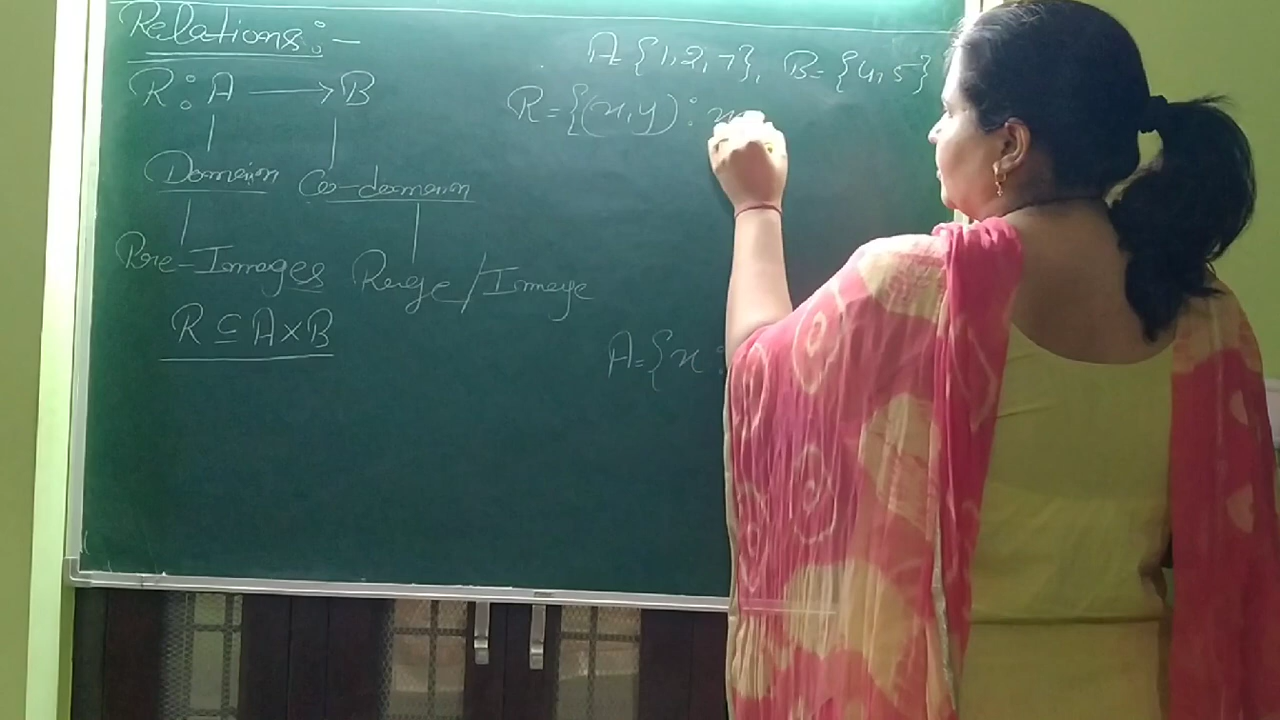 Relations:-
R: A → B
Domain Co-domain
Pre-Images Range/Image
R ⊆ A×B
A={1,2,7}, B={4,5}
R={(x,y): x
A={x :